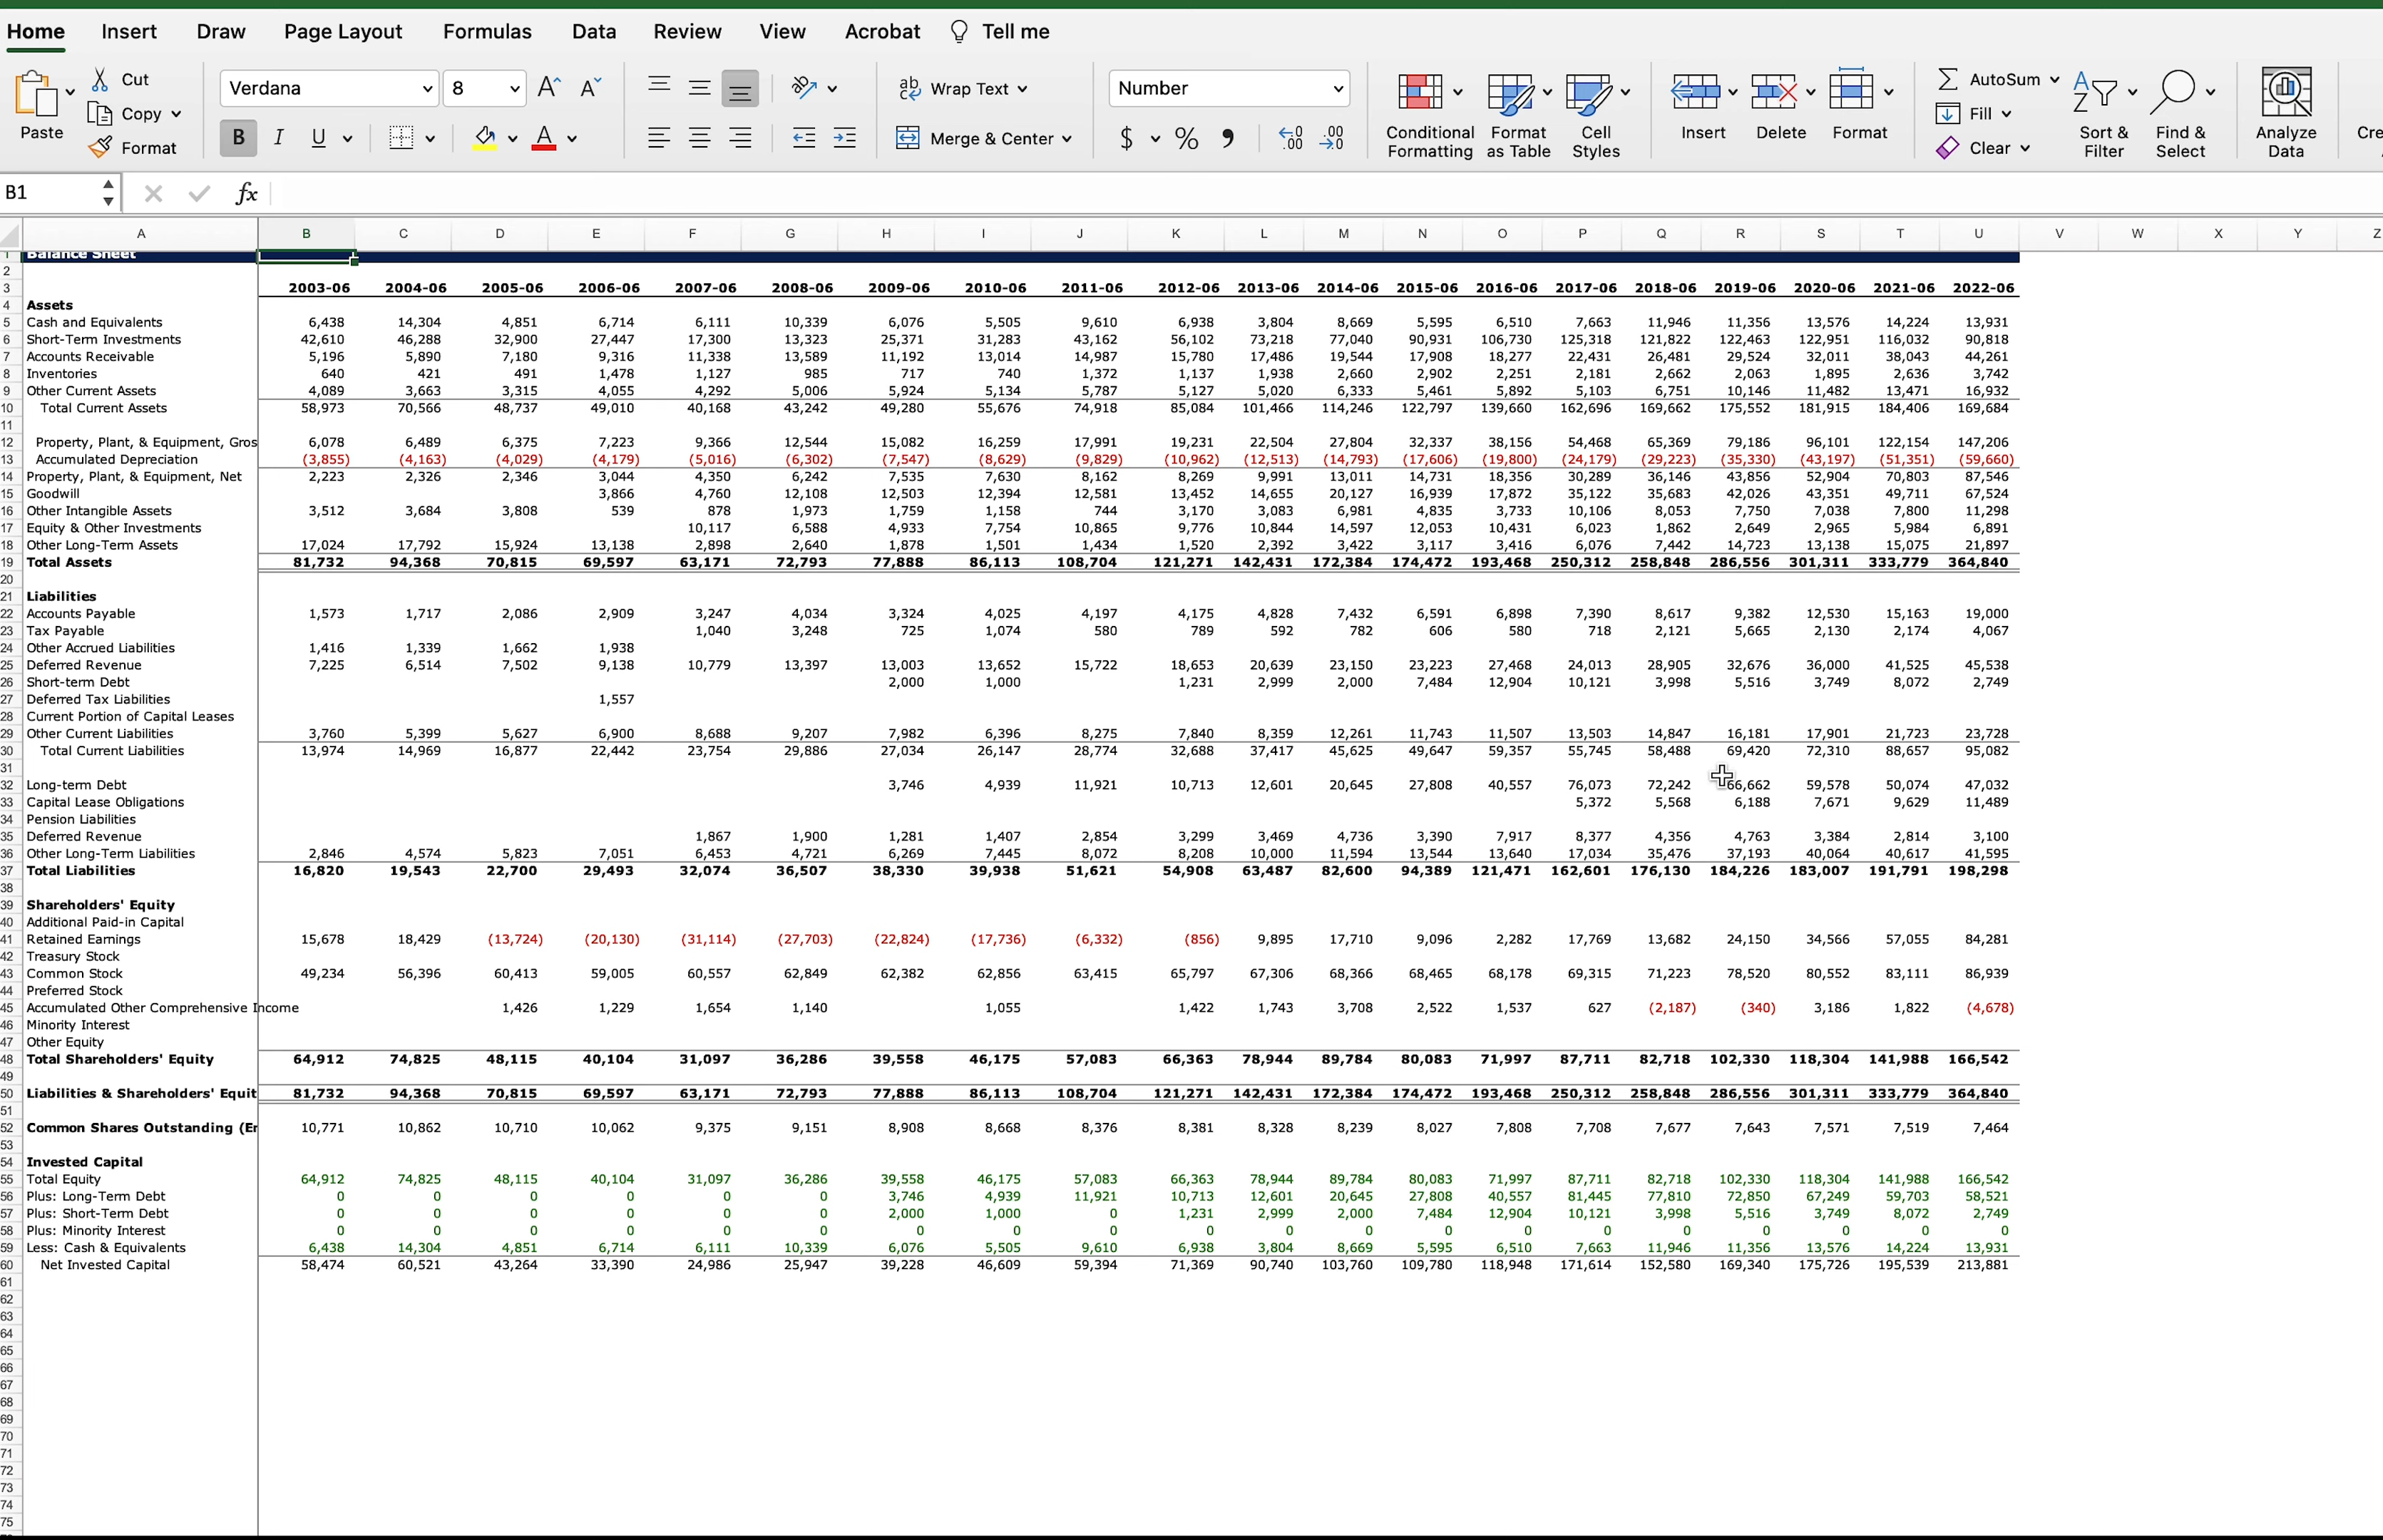 Home Insert Draw Page Layout Formulas Data Review View Acrobat Tell me
Cut
Copy
Format
Paste
Verdana 8
B I U
Wrap Text
Merge & Center
Number
$ % ,
Conditional Formatting
Format as Table
Cell Styles
Insert Delete Format
AutoSum
Fill
Clear
Sort & Filter
Find & Select
Analyze Data
Cre
B1 fx
A B C D E F G H I J K L M N O P Q R S T U V W X Y Z
1 Balance Sheet
2
3 2003-06 2004-06 2005-06 2006-06 2007-06 2008-06 2009-06 2010-06 2011-06 2012-06 2013-06 2014-06 2015-06 2016-06 2017-06 2018-06 2019-06 2020-06 2021-06 2022-06
4 Assets
5 Cash and Equivalents 6,438 14,304 4,851 6,714 6,111 10,339 6,076 5,505 9,610 6,938 3,804 8,669 5,595 6,510 7,663 11,946 11,356 13,576 14,224 13,931
6 Short-Term Investments 42,610 46,288 32,900 27,447 17,300 13,323 25,371 31,283 43,162 56,102 73,218 77,040 90,931 106,730 125,318 121,822 122,463 122,951 116,032 90,818
7 Accounts Receivable 5,196 5,890 7,180 9,316 11,338 13,589 11,192 13,014 14,987 15,780 17,486 19,544 17,908 18,277 22,431 26,481 29,524 32,011 38,043 44,261
8 Inventories 640 421 491 1,478 1,127 985 717 740 1,372 1,137 1,938 2,660 2,902 2,251 2,181 2,662 2,063 1,895 2,636 3,742
9 Other Current Assets 4,089 3,663 3,315 4,055 4,292 5,006 5,924 5,134 5,787 5,127 5,020 6,333 5,461 5,892 5,103 6,751 10,146 11,482 13,471 16,932
10 Total Current Assets 58,973 70,566 48,737 49,010 40,168 43,242 49,280 55,676 74,918 85,084 101,466 114,246 122,797 139,660 162,696 169,662 175,552 181,915 184,406 169,684
11
12 Property, Plant, & Equipment, Gros 6,078 6,489 6,375 7,223 9,366 12,544 15,082 16,259 17,991 19,231 22,504 27,804 32,337 38,156 54,468 65,369 79,186 96,101 122,154 147,206
13 Accumulated Depreciation (3,855) (4,163) (4,029) (4,179) (5,016) (6,302) (7,547) (8,629) (9,829) (10,962) (12,513) (14,793) (17,606) (19,800) (24,179) (29,223) (35,330) (43,197) (51,351) (59,660)
14 Property, Plant, & Equipment, Net 2,223 2,326 2,346 3,044 4,350 6,242 7,535 7,630 8,162 8,269 9,991 13,011 14,731 18,356 30,289 36,146 43,856 52,904 70,803 87,546
15 Goodwill 3,866 4,760 12,108 12,503 12,394 12,581 13,452 14,655 20,127 16,939 17,872 35,122 35,683 42,026 43,351 49,711 67,524
16 Other Intangible Assets 3,512 3,684 3,808 539 878 1,973 1,759 1,158 744 3,170 3,083 6,981 4,835 3,733 10,106 8,053 7,750 7,038 7,800 11,298
17 Equity & Other Investments 10,117 6,588 4,933 7,754 10,865 9,776 10,844 14,597 12,053 10,431 6,023 1,862 2,649 2,965 5,984 6,891
18 Other Long-Term Assets 17,024 17,792 15,924 13,138 2,898 2,640 1,878 1,501 1,434 1,520 2,392 3,422 3,117 3,416 6,076 7,442 14,723 13,138 15,075 21,897
19 Total Assets 81,732 94,368 70,815 69,597 63,171 72,793 77,888 86,113 108,704 121,271 142,431 172,384 174,472 193,468 250,312 258,848 286,556 301,311 333,779 364,840
20
21 Liabilities
22 Accounts Payable 1,573 1,717 2,086 2,909 3,247 4,034 3,324 4,025 4,197 4,175 4,828 7,432 6,591 6,898 7,390 8,617 9,382 12,530 15,163 19,000
23 Tax Payable 1,040 3,248 725 1,074 580 789 592 782 606 580 718 2,121 5,665 2,130 2,174 4,067
24 Other Accrued Liabilities 1,416 1,339 1,662 1,938
25 Deferred Revenue 7,225 6,514 7,502 9,138 10,779 13,397 13,003 13,652 15,722 18,653 20,639 23,150 23,223 27,468 24,013 28,905 32,676 36,000 41,525 45,538
26 Short-term Debt 2,000 1,000 1,231 2,999 2,000 7,484 12,904 10,121 3,998 5,516 3,749 8,072 2,749
27 Deferred Tax Liabilities 1,557
28 Current Portion of Capital Leases
29 Other Current Liabilities 3,760 5,399 5,627 6,900 8,688 9,207 7,982 6,396 8,275 7,840 8,359 12,261 11,743 11,507 13,503 14,847 16,181 17,901 21,723 23,728
30 Total Current Liabilities 13,974 14,969 16,877 22,442 23,754 29,886 27,034 26,147 28,774 32,688 37,417 45,625 49,647 59,357 55,745 58,488 69,420 72,310 88,657 95,082
31
32 Long-term Debt 3,746 4,939 11,921 10,713 12,601 20,645 27,808 40,557 76,073 72,242 66,662 59,578 50,074 47,032
33 Capital Lease Obligations 5,372 5,568 6,188 7,671 9,629 11,489
34 Pension Liabilities
35 Deferred Revenue 1,867 1,900 1,281 1,407 2,854 3,299 3,469 4,736 3,390 7,917 8,377 4,356 4,763 3,384 2,814 3,100
36 Other Long-Term Liabilities 2,846 4,574 5,823 7,051 6,453 4,721 6,269 7,445 8,072 8,208 10,000 11,594 13,544 13,640 17,034 35,476 37,193 40,064 40,617 41,595
37 Total Liabilities 16,820 19,543 22,700 29,493 32,074 36,507 38,330 39,938 51,621 54,908 63,487 82,600 94,389 121,471 162,601 176,130 184,226 183,007 191,791 198,298
38
39 Shareholders' Equity
40 Additional Paid-in Capital
41 Retained Earnings 15,678 18,429 (13,724) (20,130) (31,114) (27,703) (22,824) (17,736) (6,332) (856) 9,895 17,710 9,096 2,282 17,769 13,682 24,150 34,566 57,055 84,281
42 Treasury Stock
43 Common Stock 49,234 56,396 60,413 59,005 60,557 62,849 62,382 62,856 63,415 65,797 67,306 68,366 68,465 68,178 69,315 71,223 78,520 80,552 83,111 86,939
44 Preferred Stock
45 Accumulated Other Comprehensive Income 1,426 1,229 1,654 1,140 1,055 1,422 1,743 3,708 2,522 1,537 627 (2,187) (340) 3,186 1,822 (4,678)
46 Minority Interest
47 Other Equity
48 Total Shareholders' Equity 64,912 74,825 48,115 40,104 31,097 36,286 39,558 46,175 57,083 66,363 78,944 89,784 80,083 71,997 87,711 82,718 102,330 118,304 141,988 166,542
49
50 Liabilities & Shareholders' Equit 81,732 94,368 70,815 69,597 63,171 72,793 77,888 86,113 108,704 121,271 142,431 172,384 174,472 193,468 250,312 258,848 286,556 301,311 333,779 364,840
51
52 Common Shares Outstanding (Er 10,771 10,862 10,710 10,062 9,375 9,151 8,908 8,668 8,376 8,381 8,328 8,239 8,027 7,808 7,708 7,677 7,643 7,571 7,519 7,464
53
54 Invested Capital
55 Total Equity 64,912 74,825 48,115 40,104 31,097 36,286 39,558 46,175 57,083 66,363 78,944 89,784 80,083 71,997 87,711 82,718 102,330 118,304 141,988 166,542
56 Plus: Long-Term Debt 0 0 0 0 0 0 3,746 4,939 11,921 10,713 12,601 20,645 27,808 40,557 81,445 77,810 72,850 67,249 59,703 58,521
57 Plus: Short-Term Debt 0 0 0 0 0 0 2,000 1,000 0 1,231 2,999 2,000 7,484 12,904 10,121 3,998 5,516 3,749 8,072 2,749
58 Plus: Minority Interest 0 0 0 0 0 0 0 0 0 0 0 0 0 0 0 0 0 0 0 0
59 Less: Cash & Equivalents 6,438 14,304 4,851 6,714 6,111 10,339 6,076 5,505 9,610 6,938 3,804 8,669 5,595 6,510 7,663 11,946 11,356 13,576 14,224 13,931
60 Net Invested Capital 58,474 60,521 43,264 33,390 24,986 25,947 39,228 46,609 59,394 71,369 90,740 103,760 109,780 118,948 171,614 152,580 169,340 175,726 195,539 213,881
61
62
63
64
65
66
67
68
69
70
71
72
73
74
75